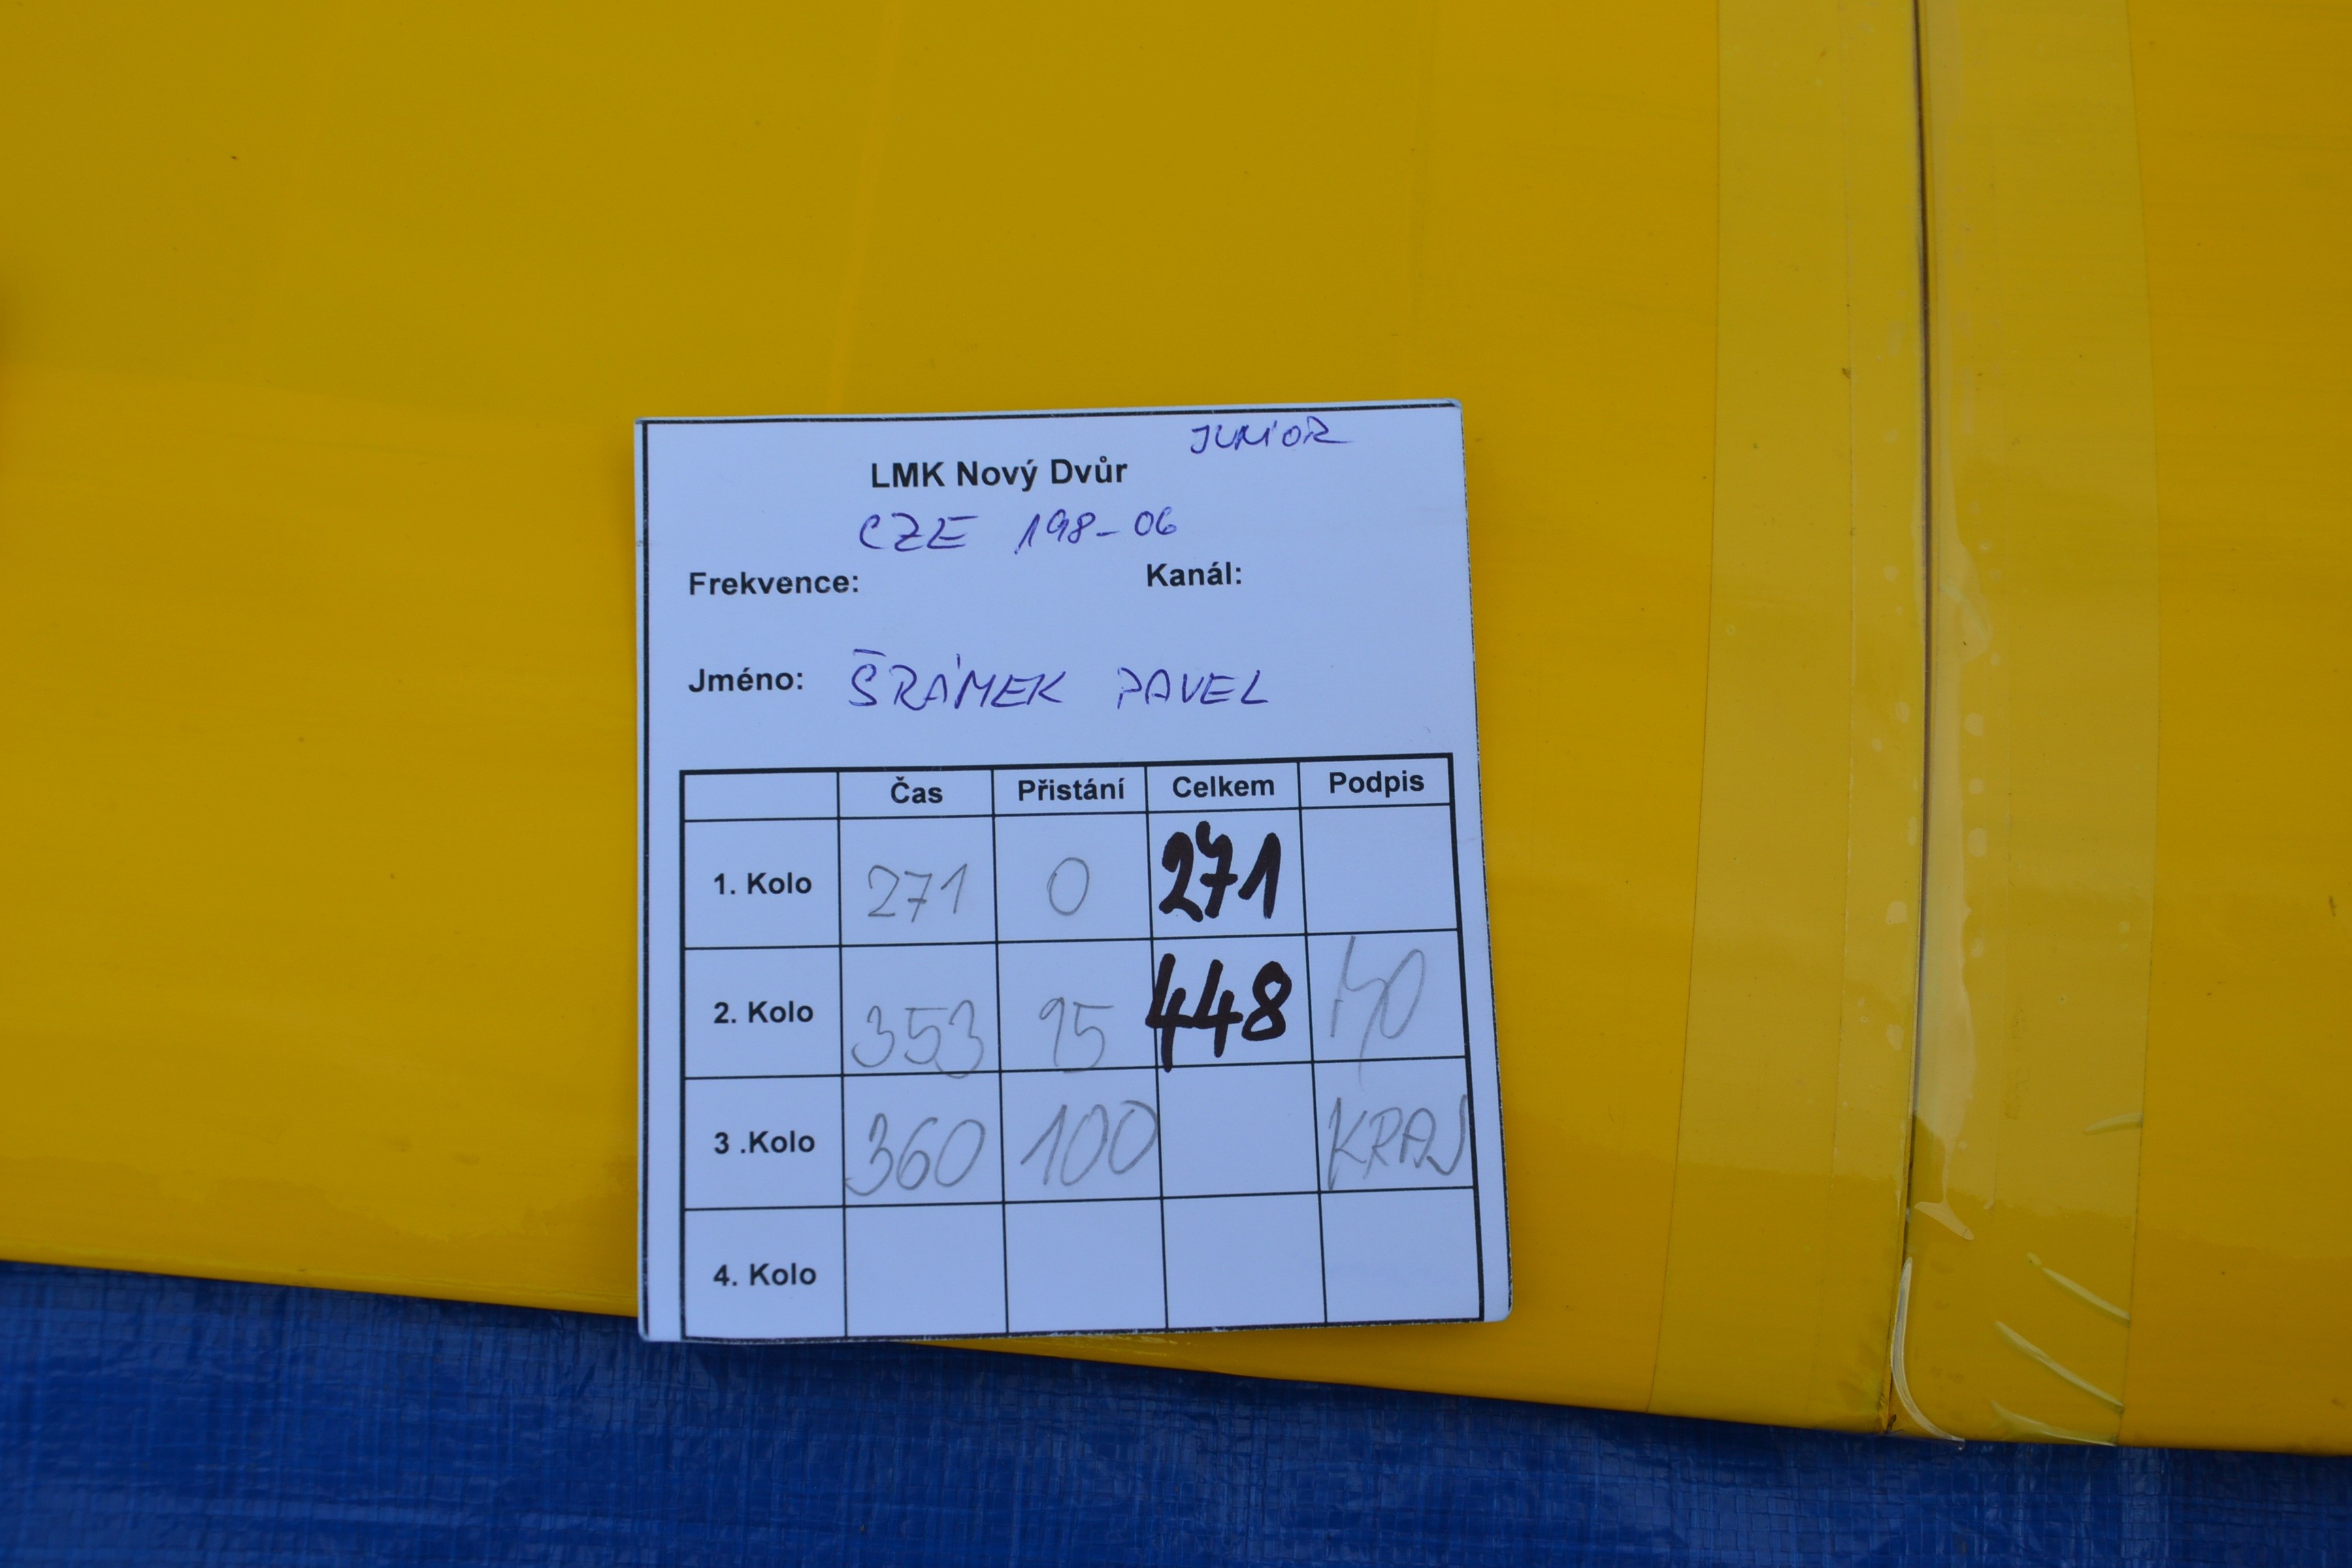 JUNIOR
LMK Nový Dvůr
CZE 198-06
Frekvence: Kanál:
Jméno: ŠRÁMEK PAVEL
Čas Přistání Celkem Podpis
1. Kolo 271 0 271
2. Kolo 353 95 448
3 .Kolo 360 100 KRAJ
4. Kolo